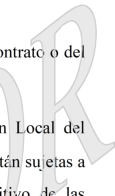 ontrato o del
n Local del
tán sujetas a
itivo de las